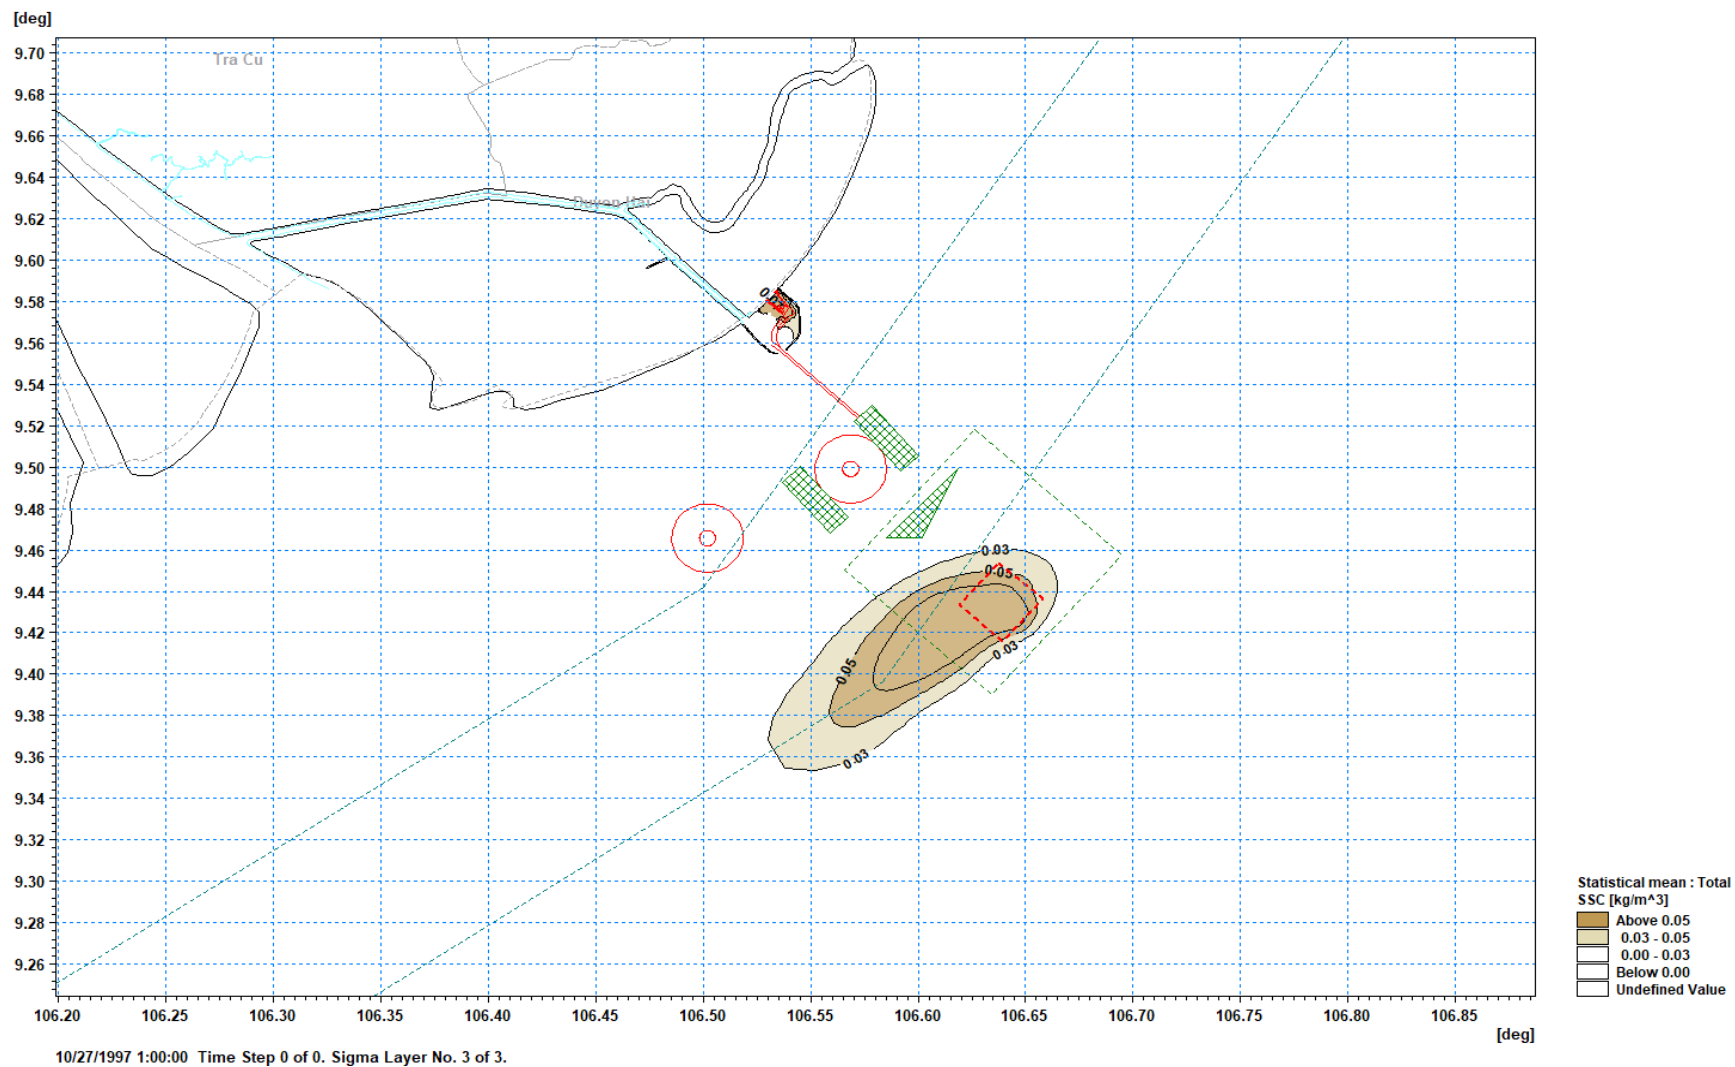 [deg]
9.70
9.68
9.66
9.64
9.62
9.60
9.58
9.56
9.54
9.52
9.50
9.48
9.46
9.44
9.42
9.40
9.38
9.36
9.34
9.32
9.30
9.28
9.26
Tra Cu
0.03
0.05
0.05
0.03
0.03
106.20 106.25 106.30 106.35 106.40 106.45 106.50 106.55 106.60 106.65 106.70 106.75 106.80 106.85
[deg]
Statistical mean : Total
SSC [kg/m^3]
Above 0.05
0.03 - 0.05
0.00 - 0.03
Below 0.00
Undefined Value
10/27/1997 1:00:00 Time Step 0 of 0. Sigma Layer No. 3 of 3.